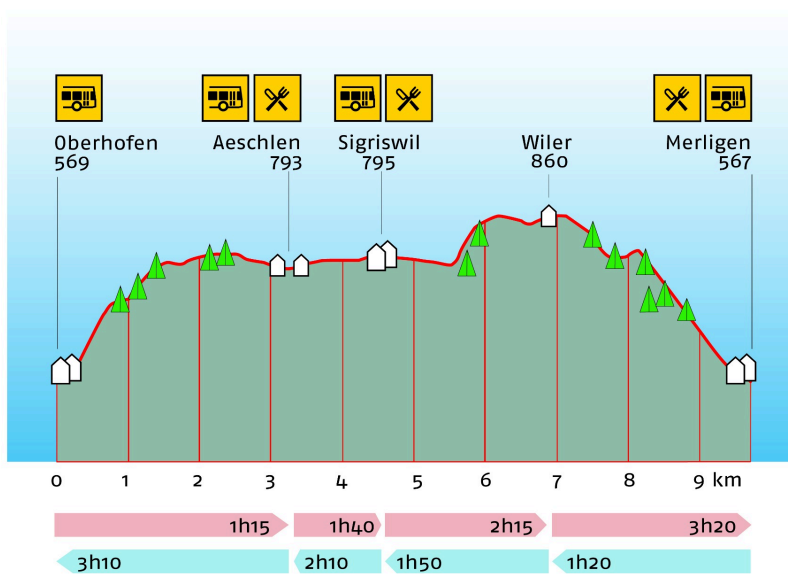 Oberhofen
569
Aeschlen
793
Sigriswil
795
Wiler
860
Merligen
567
0 1 2 3 4 5 6 7 8 9 km
1h15 1h40 2h15 3h20
3h10 2h10 1h50 1h20